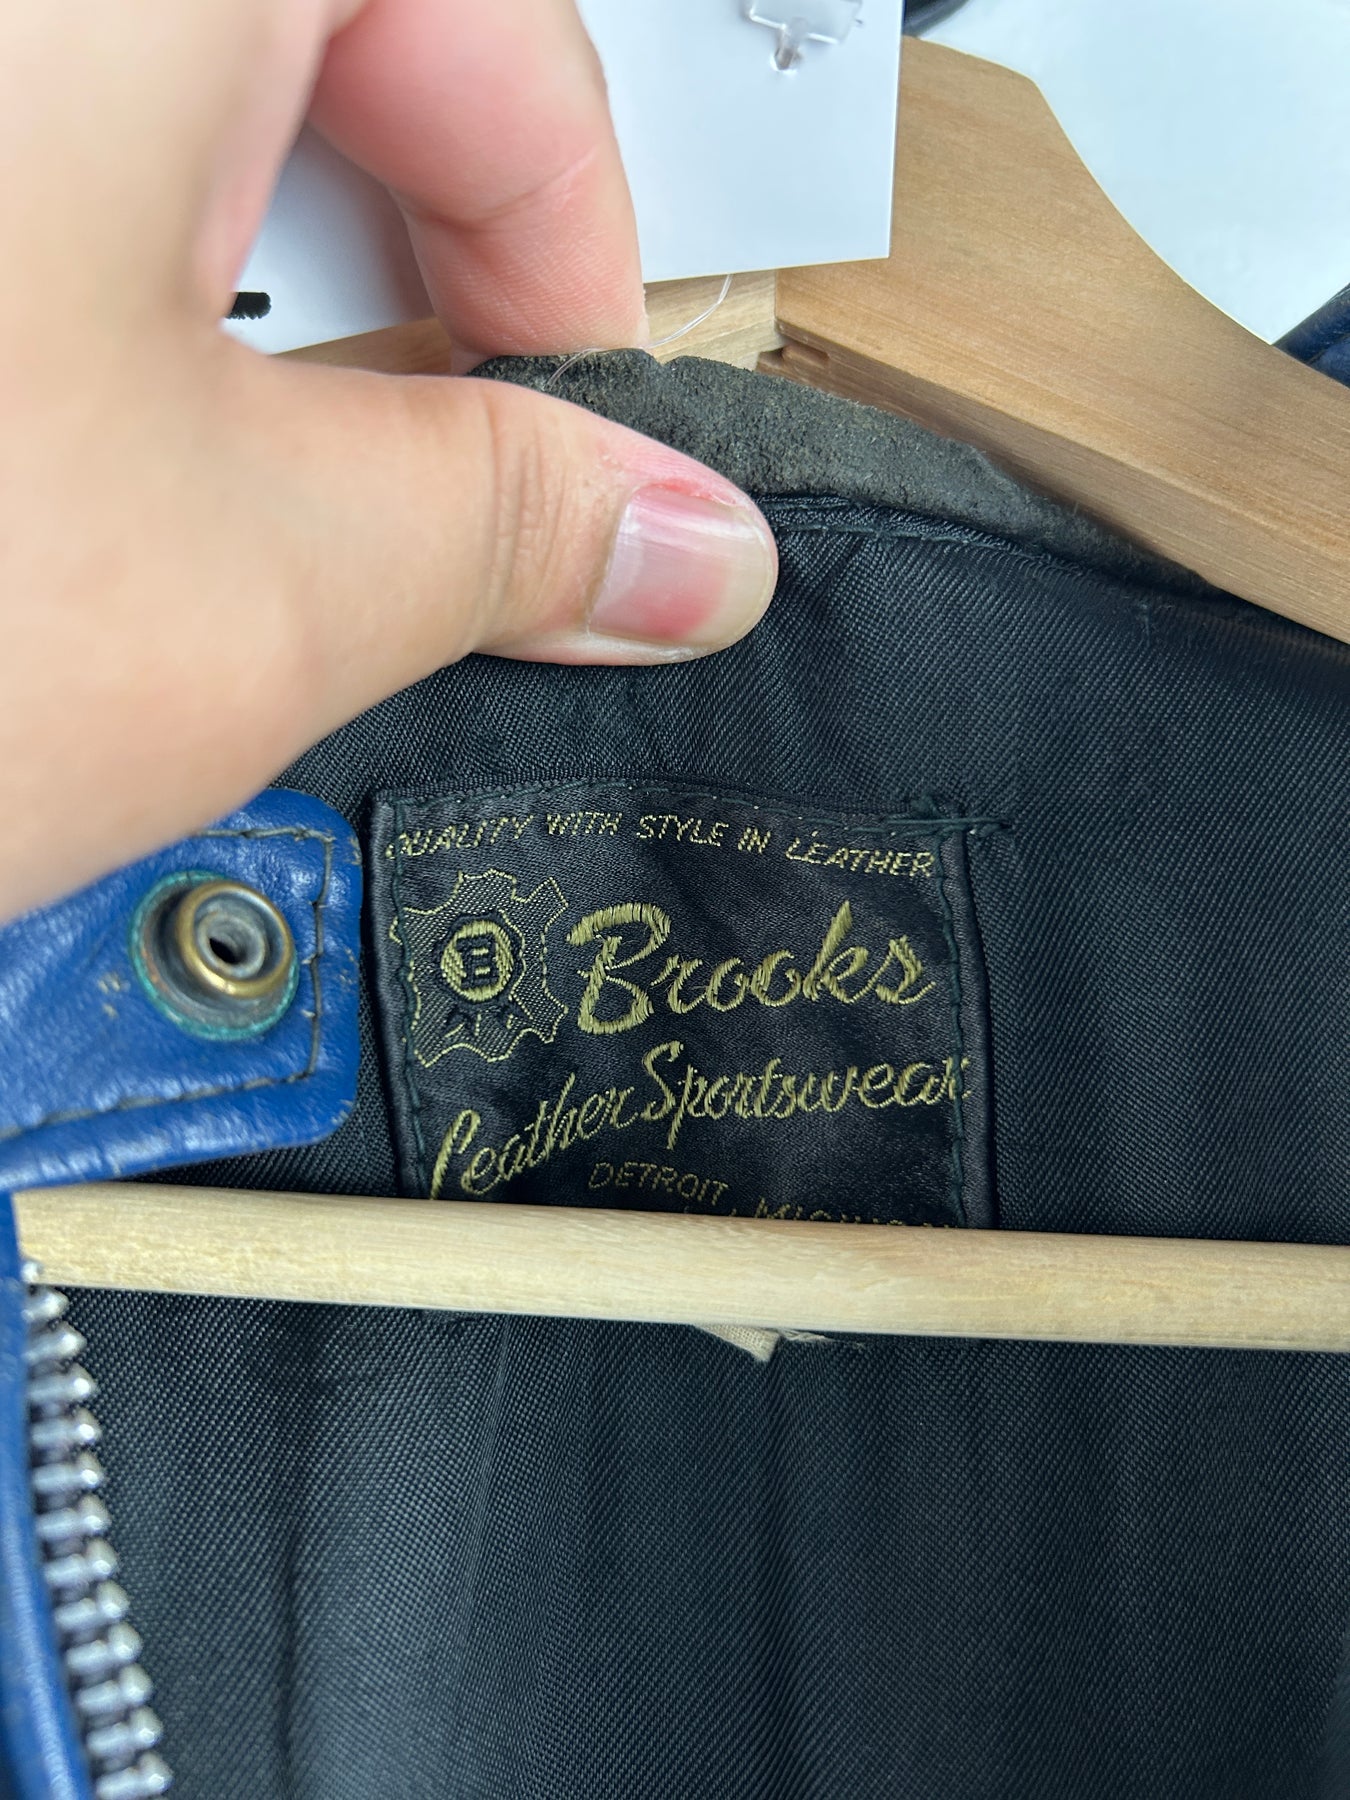 QUALITY WITH STYLE IN LEATHER
B
Brooks
Leather Sportswear
DETROIT